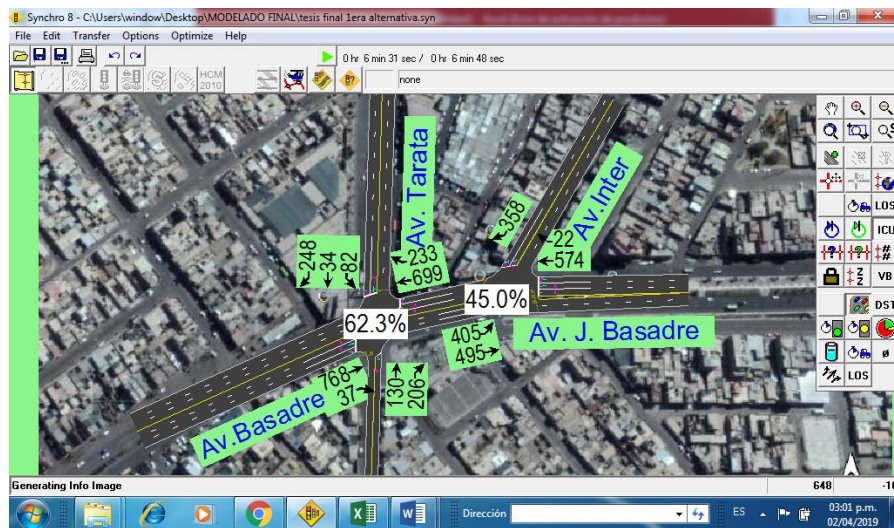 Synchro 8 - C:\Users\window\Desktop\MODELADO FINAL\tesis final 1era alternativa.syn
File Edit Transfer Options Optimize Help
0 hr 6 min 31 sec / 0 hr 6 min 48 sec
HCM
2010
none
LOS
ICU
VB
DST
LOS
Av. Tarata
Av.Inter
358
248
34
82
233
699
22
574
62.3%
45.0%
405
495
Av. J. Basadre
768
37
130
206
Av.Basadre
Generating Info Image
648
-10
Dirección
ES
03:01 p.m.
02/04/2019